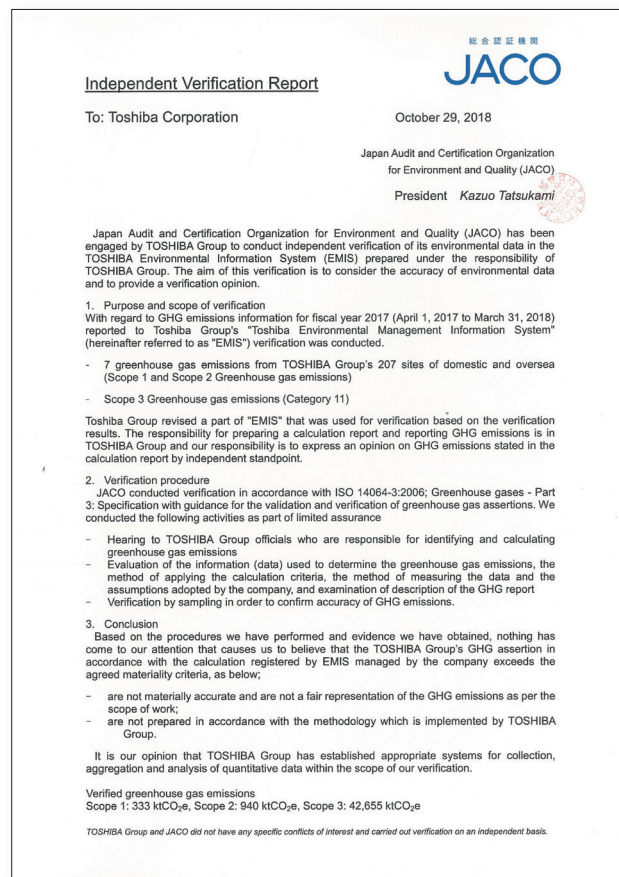 総合認証機関
JACO
Independent Verification Report
To: Toshiba Corporation
October 29, 2018
Japan Audit and Certification Organization
for Environment and Quality (JACO)
President Kazuo Tatsukami
Japan Audit and Certification Organization for Environment and Quality (JACO) has been
engaged by TOSHIBA Group to conduct independent verification of its environmental data in the
TOSHIBA Environmental Information System (EMIS) prepared under the responsibility of
TOSHIBA Group. The aim of this verification is to consider the accuracy of environmental data
and to provide a verification opinion.
1. Purpose and scope of verification
With regard to GHG emissions information for fiscal year 2017 (April 1, 2017 to March 31, 2018)
reported to Toshiba Group's "Toshiba Environmental Management Information System"
(hereinafter referred to as "EMIS") verification was conducted.
- 7 greenhouse gas emissions from TOSHIBA Group's 207 sites of domestic and oversea
(Scope 1 and Scope 2 Greenhouse gas emissions)
- Scope 3 Greenhouse gas emissions (Category 11)
Toshiba Group revised a part of "EMIS" that was used for verification based on the verification
results. The responsibility for preparing a calculation report and reporting GHG emissions is in
TOSHIBA Group and our responsibility is to express an opinion on GHG emissions stated in the
calculation report by independent standpoint.
2. Verification procedure
JACO conducted verification in accordance with ISO 14064-3:2006; Greenhouse gases - Part
3: Specification with guidance for the validation and verification of greenhouse gas assertions. We
conducted the following activities as part of limited assurance
- Hearing to TOSHIBA Group officials who are responsible for identifying and calculating
greenhouse gas emissions
- Evaluation of the information (data) used to determine the greenhouse gas emissions, the
method of applying the calculation criteria, the method of measuring the data and the
assumptions adopted by the company, and examination of description of the GHG report
- Verification by sampling in order to confirm accuracy of GHG emissions.
3. Conclusion
Based on the procedures we have performed and evidence we have obtained, nothing has
come to our attention that causes us to believe that the TOSHIBA Group's GHG assertion in
accordance with the calculation registered by EMIS managed by the company exceeds the
agreed materiality criteria, as below;
- are not materially accurate and are not a fair representation of the GHG emissions as per the
scope of work;
- are not prepared in accordance with the methodology which is implemented by TOSHIBA
Group.
It is our opinion that TOSHIBA Group has established appropriate systems for collection,
aggregation and analysis of quantitative data within the scope of our verification.
Verified greenhouse gas emissions
Scope 1: 333 ktCO₂e, Scope 2: 940 ktCO₂e, Scope 3: 42,655 ktCO₂e
TOSHIBA Group and JACO did not have any specific conflicts of interest and carried out verification on an independent basis.